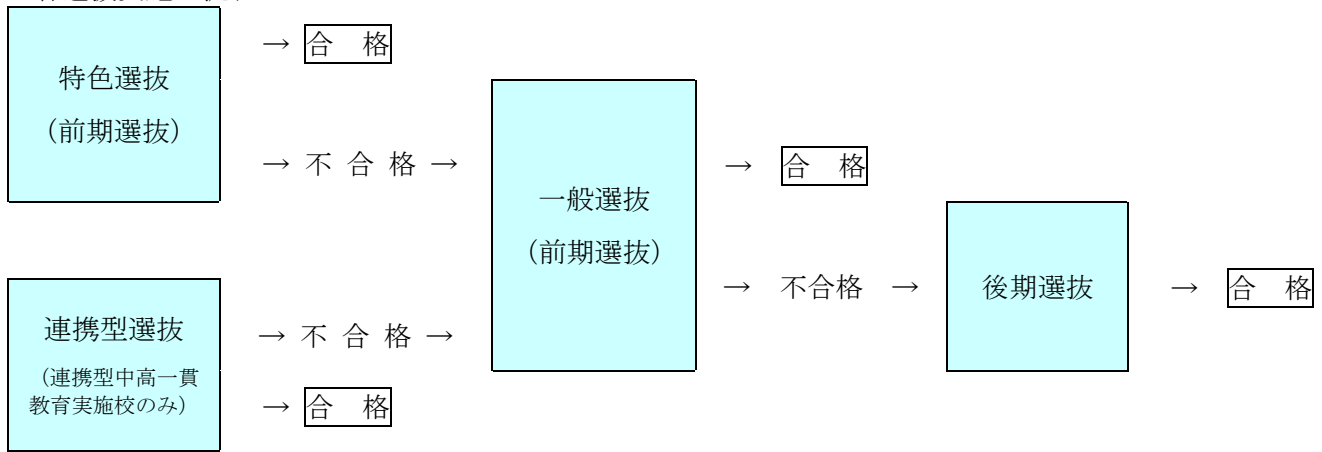 特色選抜
（前期選抜）
→ 合　格
→ 不 合 格 →
連携型選抜
（連携型中高一貫
教育実施校のみ）
→ 不 合 格 →
→ 合　格
一般選抜
（前期選抜）
→ 合　格
→ 不合格 →
後期選抜
→ 合　格